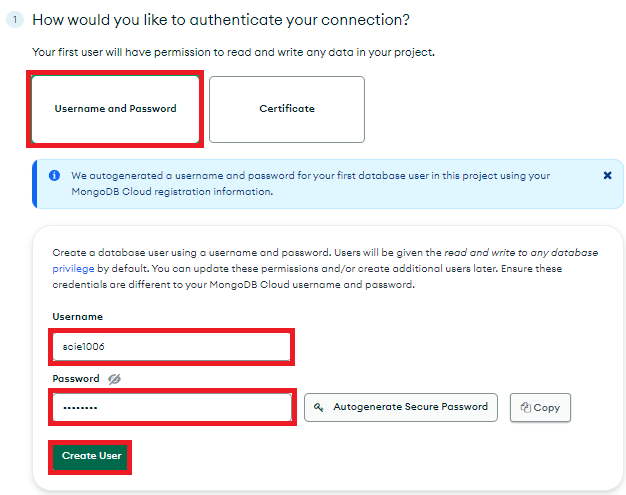 1 How would you like to authenticate your connection?
Your first user will have permission to read and write any data in your project.
Username and Password Certificate
We autogenerated a username and password for your first database user in this project using your
MongoDB Cloud registration information.
Create a database user using a username and password. Users will be given the read and write to any database
privilege by default. You can update these permissions and/or create additional users later. Ensure these
credentials are different to your MongoDB Cloud username and password.
Username
scie1006
Password
••••••••
Autogenerate Secure Password Copy
Create User